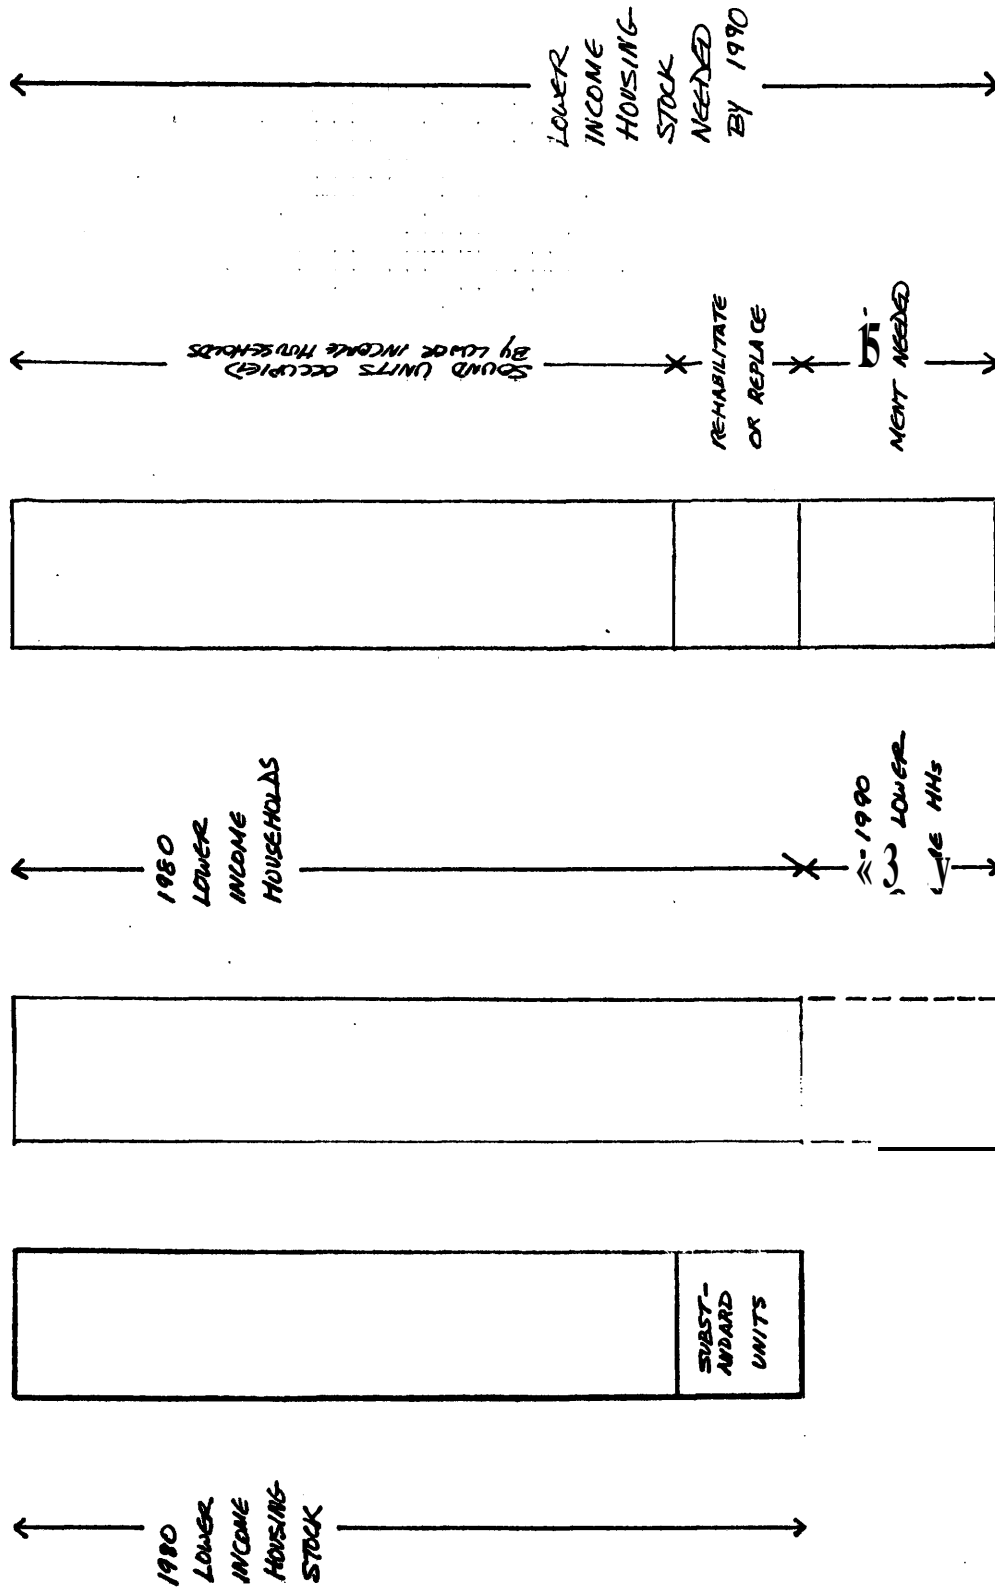 1980
LOWER
INCOME
HOUSING
STOCK
SUBST-
ANDARD
UNITS
1980
LOWER
INCOME
HOUSEHOLDS
-1990
LOWER
HHs
SOUND UNITS OCCUPIED
BY LOWER INCOME HOUSEHOLDS
REHABILITATE
OR REPLACE
MENT NEEDED
LOWER
INCOME
HOUSING
STOCK
NEEDED
BY 1990